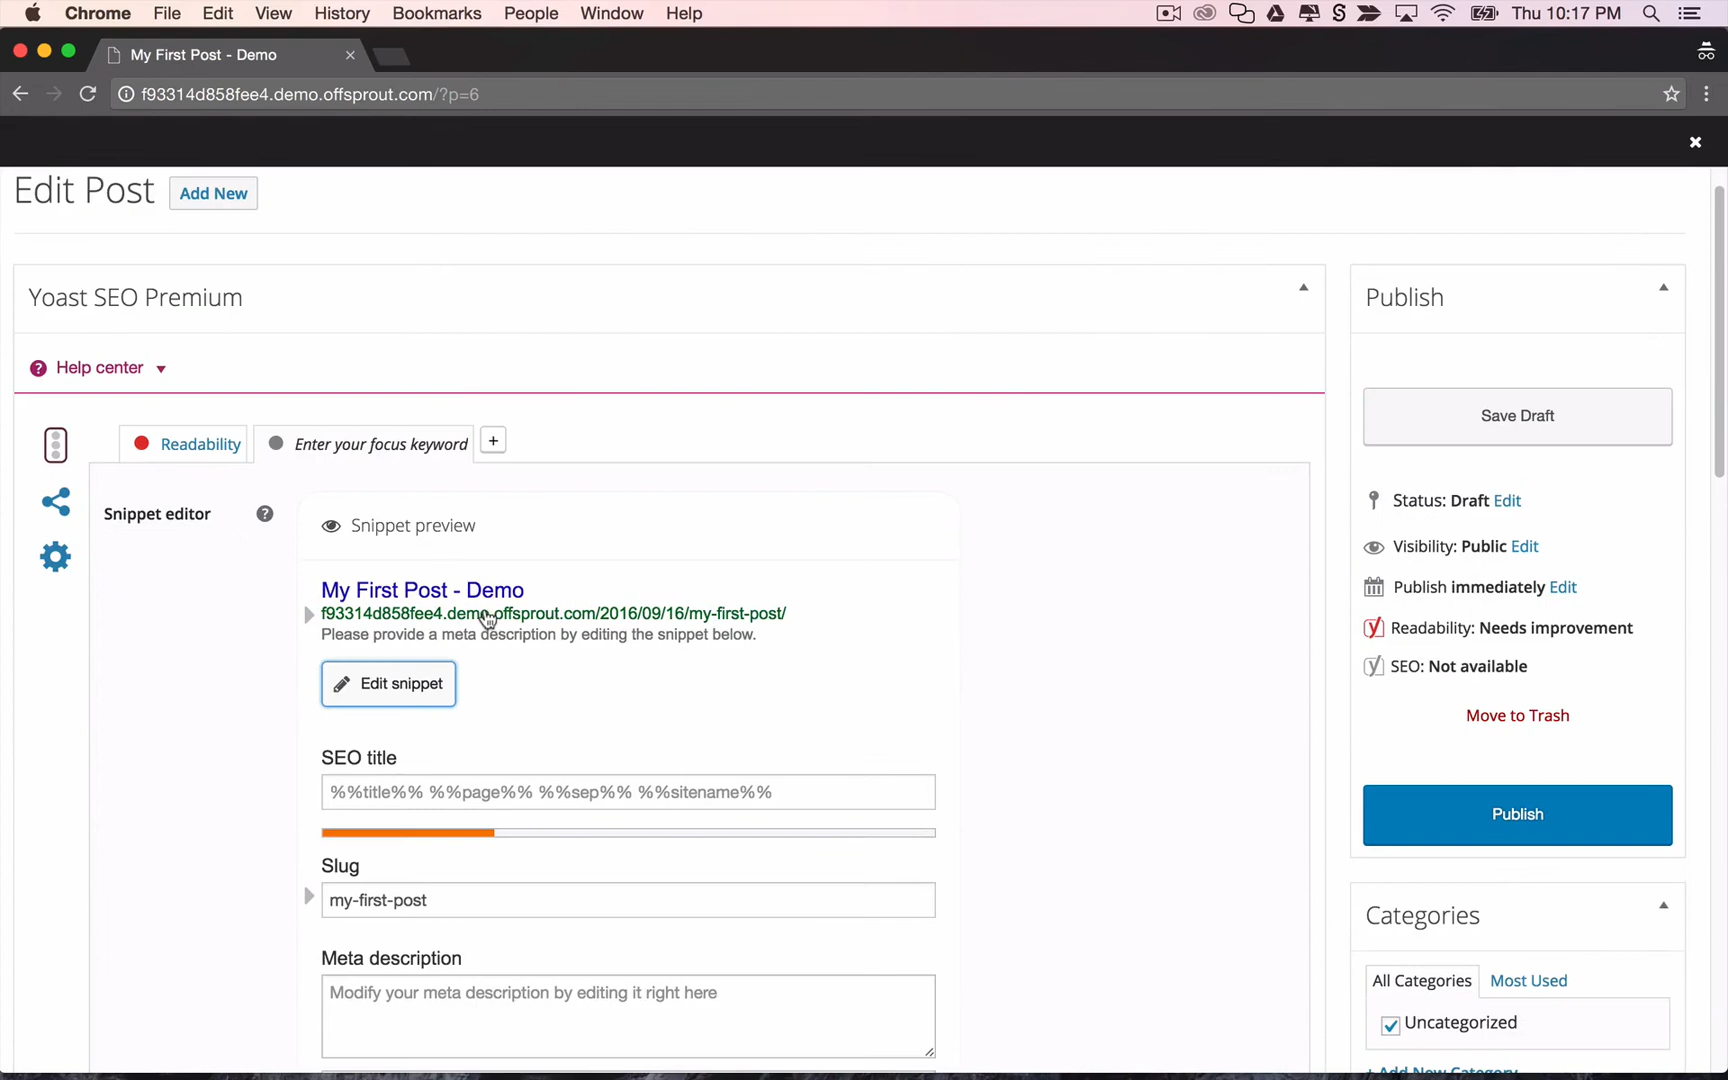 Chrome File Edit View History Bookmarks People Window Help Thu 10:17 PM
My First Post - Demo
f93314d858fee4.demo.offsprout.com/?p=6
Edit Post Add New
Yoast SEO Premium
Help center
Readability Enter your focus keyword +
Snippet editor
Snippet preview
My First Post - Demo
f93314d858fee4.demo.offsprout.com/2016/09/16/my-first-post/
Please provide a meta description by editing the snippet below.
Edit snippet
SEO title
%%title%% %%page%% %%sep%% %%sitename%%
Slug
my-first-post
Meta description
Modify your meta description by editing it right here
Publish
Save Draft
Status: Draft Edit
Visibility: Public Edit
Publish immediately Edit
Readability: Needs improvement
SEO: Not available
Move to Trash
Publish
Categories
All Categories Most Used
Uncategorized
+ Add New Category